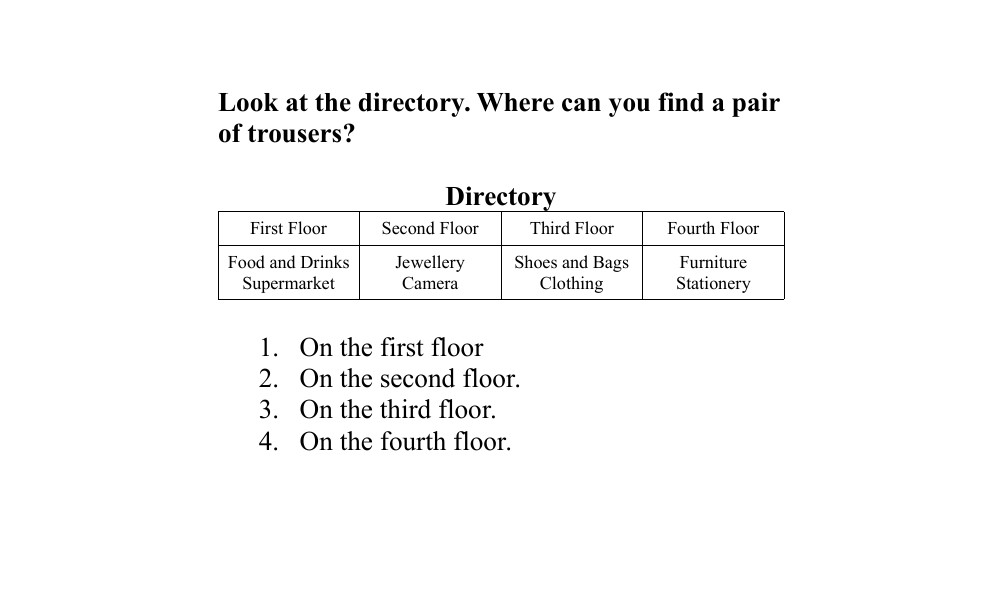 Look at the directory. Where can you find a pair
of trousers?
Directory
First Floor Second Floor Third Floor Fourth Floor
Food and Drinks Jewellery Shoes and Bags Furniture
Supermarket Camera Clothing Stationery
1. On the first floor
2. On the second floor.
3. On the third floor.
4. On the fourth floor.